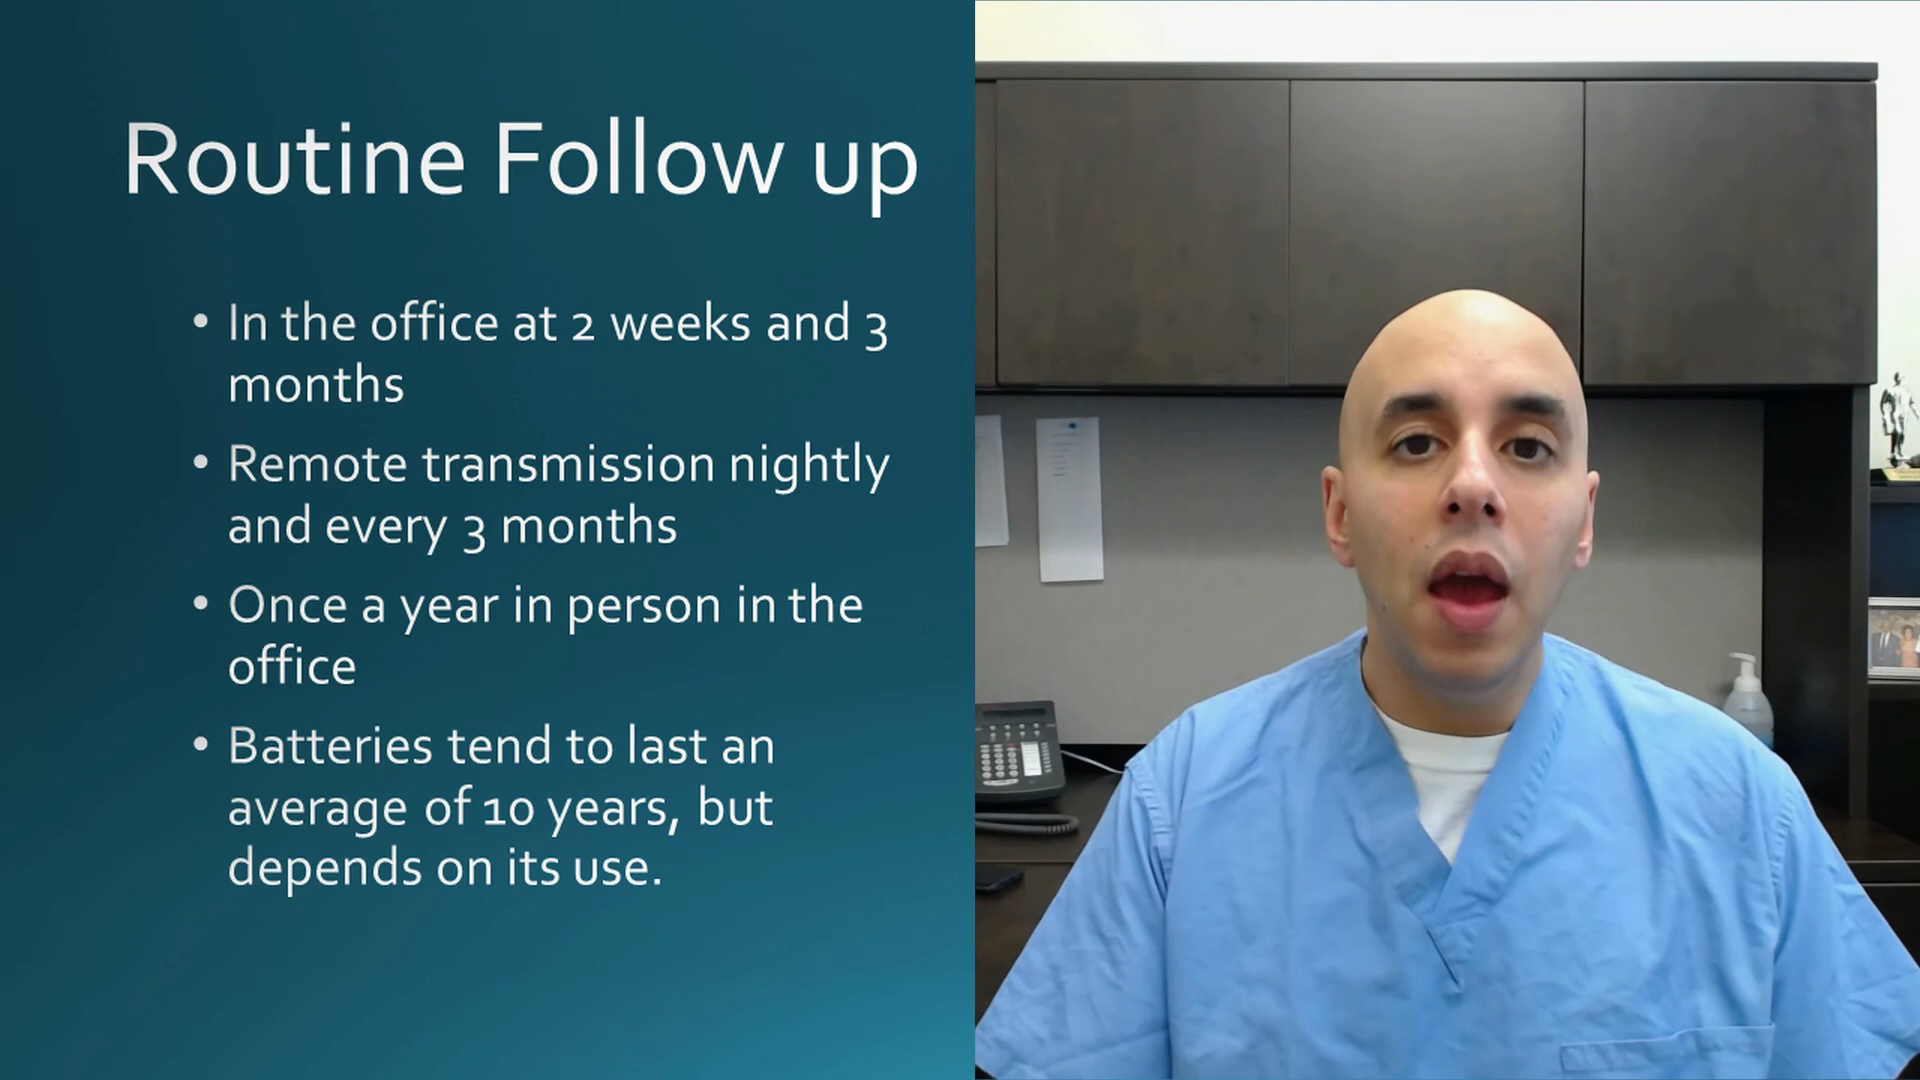 Routine Follow up
• In the office at 2 weeks and 3
months
• Remote transmission nightly
and every 3 months
• Once a year in person in the
office
• Batteries tend to last an
average of 10 years, but
depends on its use.